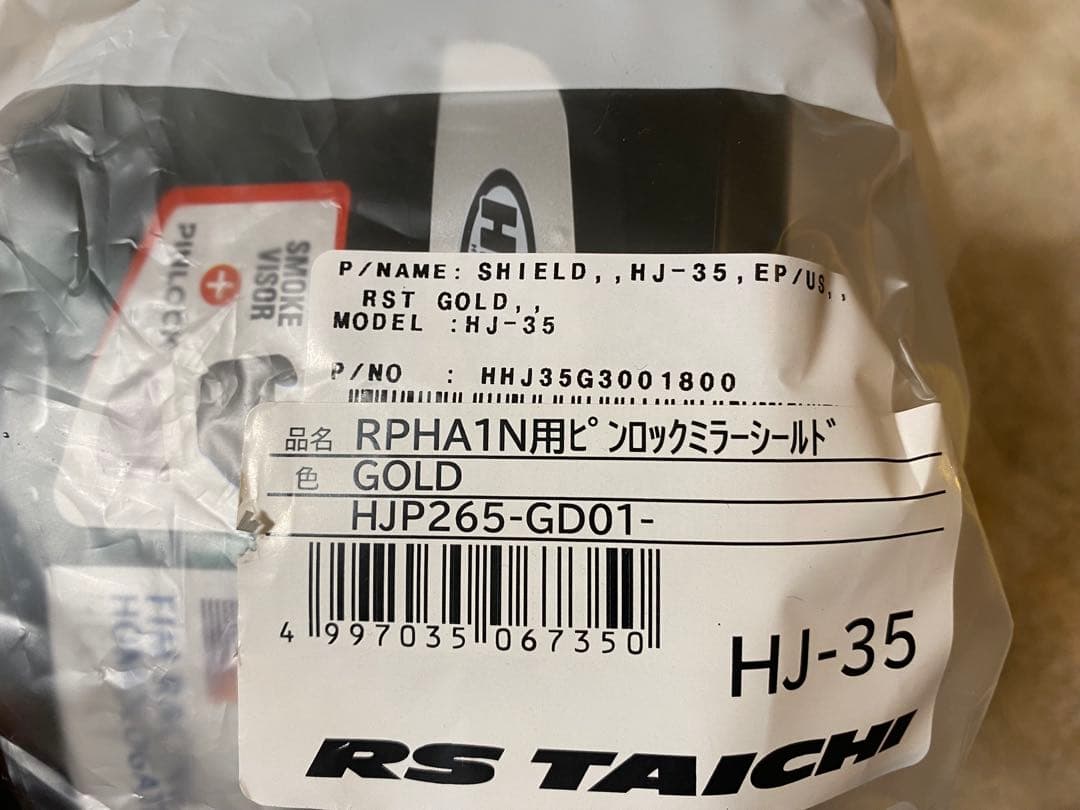 PINLOCK
SMOKE
VISOR
P/NAME: SHIELD,,HJ-35,EP/US,,
RST GOLD,,
MODEL :HJ-35
P/NO : HHJ35G3001800
品名 RPHA1N用ﾋﾟﾝﾛｯｸﾐﾗｰｼｰﾙﾄﾞ
色 GOLD
HJP265-GD01-
4 997035 067350
HJ-35
RS TAICHI